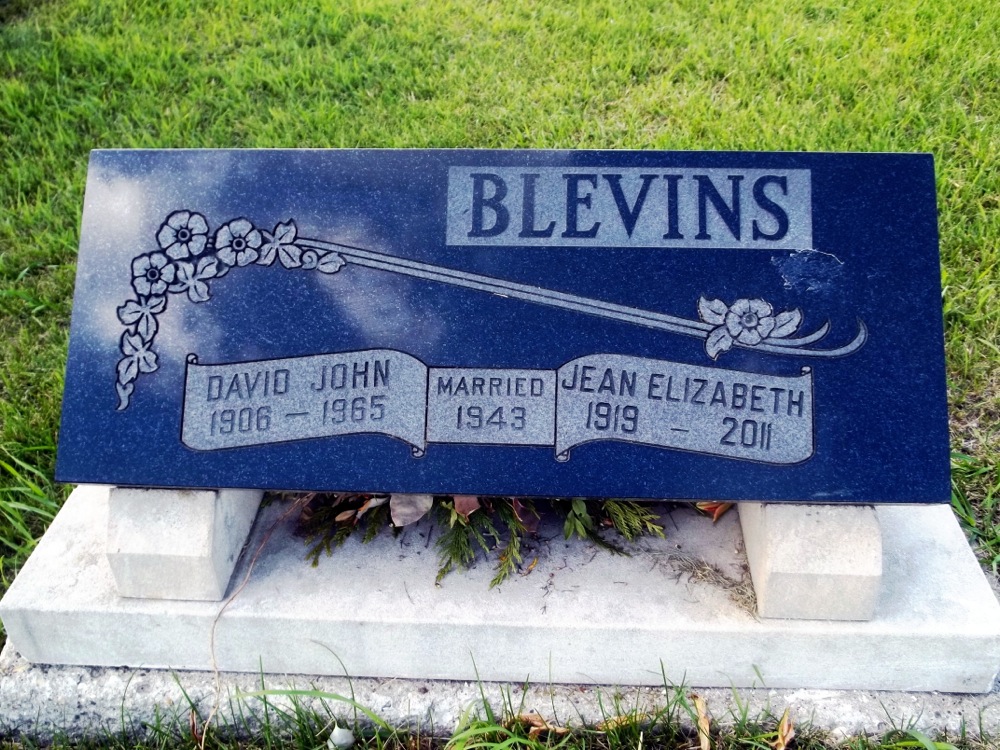 BLEVINS
DAVID JOHN
1906 – 1965
MARRIED
1943
JEAN ELIZABETH
1919 – 2011